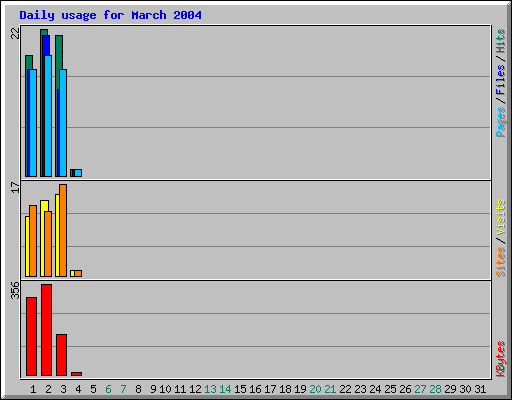 Daily usage for March 2004
22
17
356
Pages/Files/Hits
Sites/Visits
KBytes
1 2 3 4 5 6 7 8 9 10 11 12 13 14 15 16 17 18 19 20 21 22 23 24 25 26 27 28 29 30 31